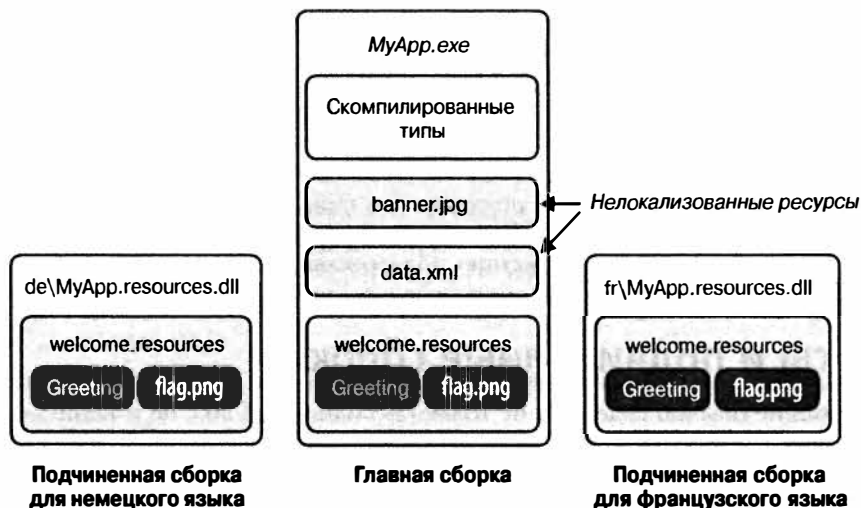 MyApp.exe
Скомпилированные
типы
banner.jpg
Нелокализованные ресурсы
data.xml
de\MyApp.resources.dll
welcome.resources
Greeting
flag.png
welcome.resources
Greeting
flag.png
fr\MyApp.resources.dll
welcome.resources
Greeting
flag.png
Подчиненная сборка
для немецкого языка
Главная сборка
Подчиненная сборка
для французского языка